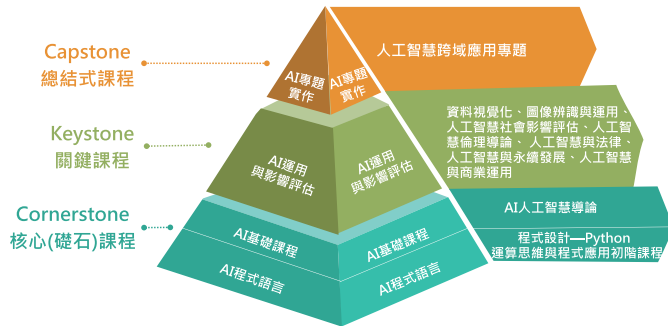 Capstone
總結式課程
AI專題
實作
AI專題
實作
人工智慧跨域應用專題
Keystone
關鍵課程
AI運用
與影響評估
AI運用
與影響評估
資料視覺化、圖像辨識與運用、
人工智慧社會影響評估、人工智
慧倫理導論、人工智慧與法律、
人工智慧與永續發展、人工智慧
與商業運用
Cornerstone
核心(礎石)課程
AI基礎課程
AI基礎課程
AI人工智慧導論
AI程式語言
AI程式語言
程式設計—Python
運算思維與程式應用初階課程